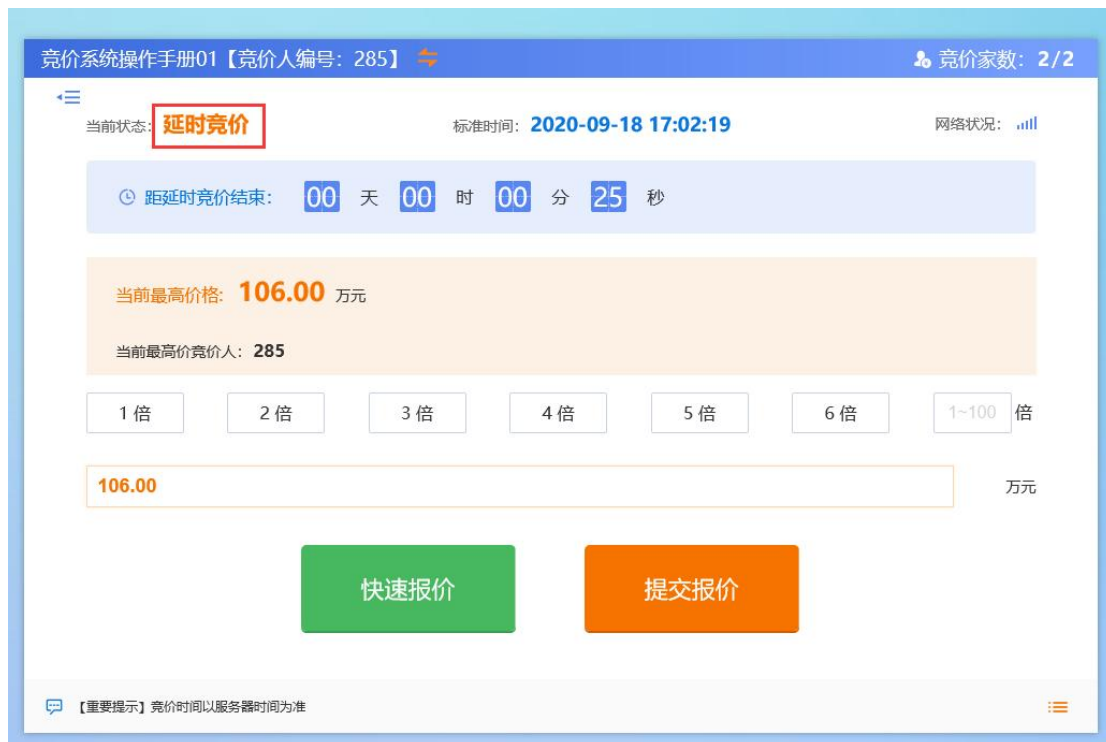 竞价系统操作手册01【竞价人编号：285】 竞价家数：2/2
当前状态：延时竞价 标准时间：2020-09-18 17:02:19 网络状况：
距延时竞价结束： 00 天 00 时 00 分 25 秒
当前最高价格：106.00 万元
当前最高价竞价人：285
1 倍 2 倍 3 倍 4 倍 5 倍 6 倍 1~100 倍
106.00 万元
快速报价 提交报价
【重要提示】竞价时间以服务器时间为准